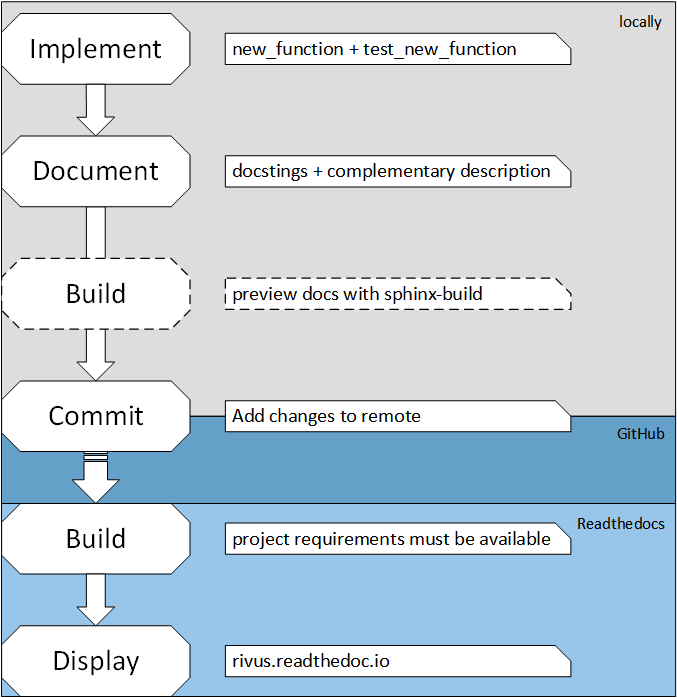 locally
Implement
new_function + test_new_function
Document
docstings + complementary description
Build
preview docs with sphinx-build
Commit
Add changes to remote
GitHub
Readthedocs
Build
project requirements must be available
Display
rivus.readthedoc.io